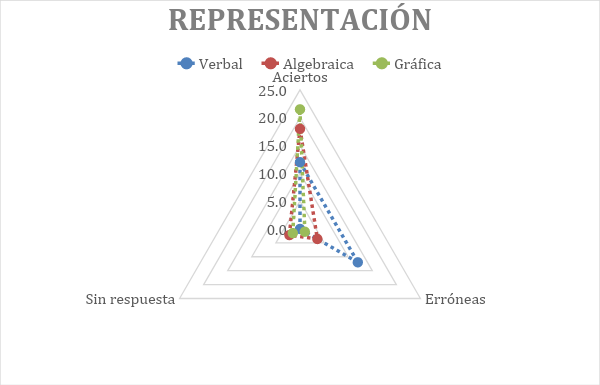 REPRESENTACIÓN
Verbal Algebraica Gráfica
Aciertos
25.0
20.0
15.0
10.0
5.0
0.0
Sin respuesta Erróneas